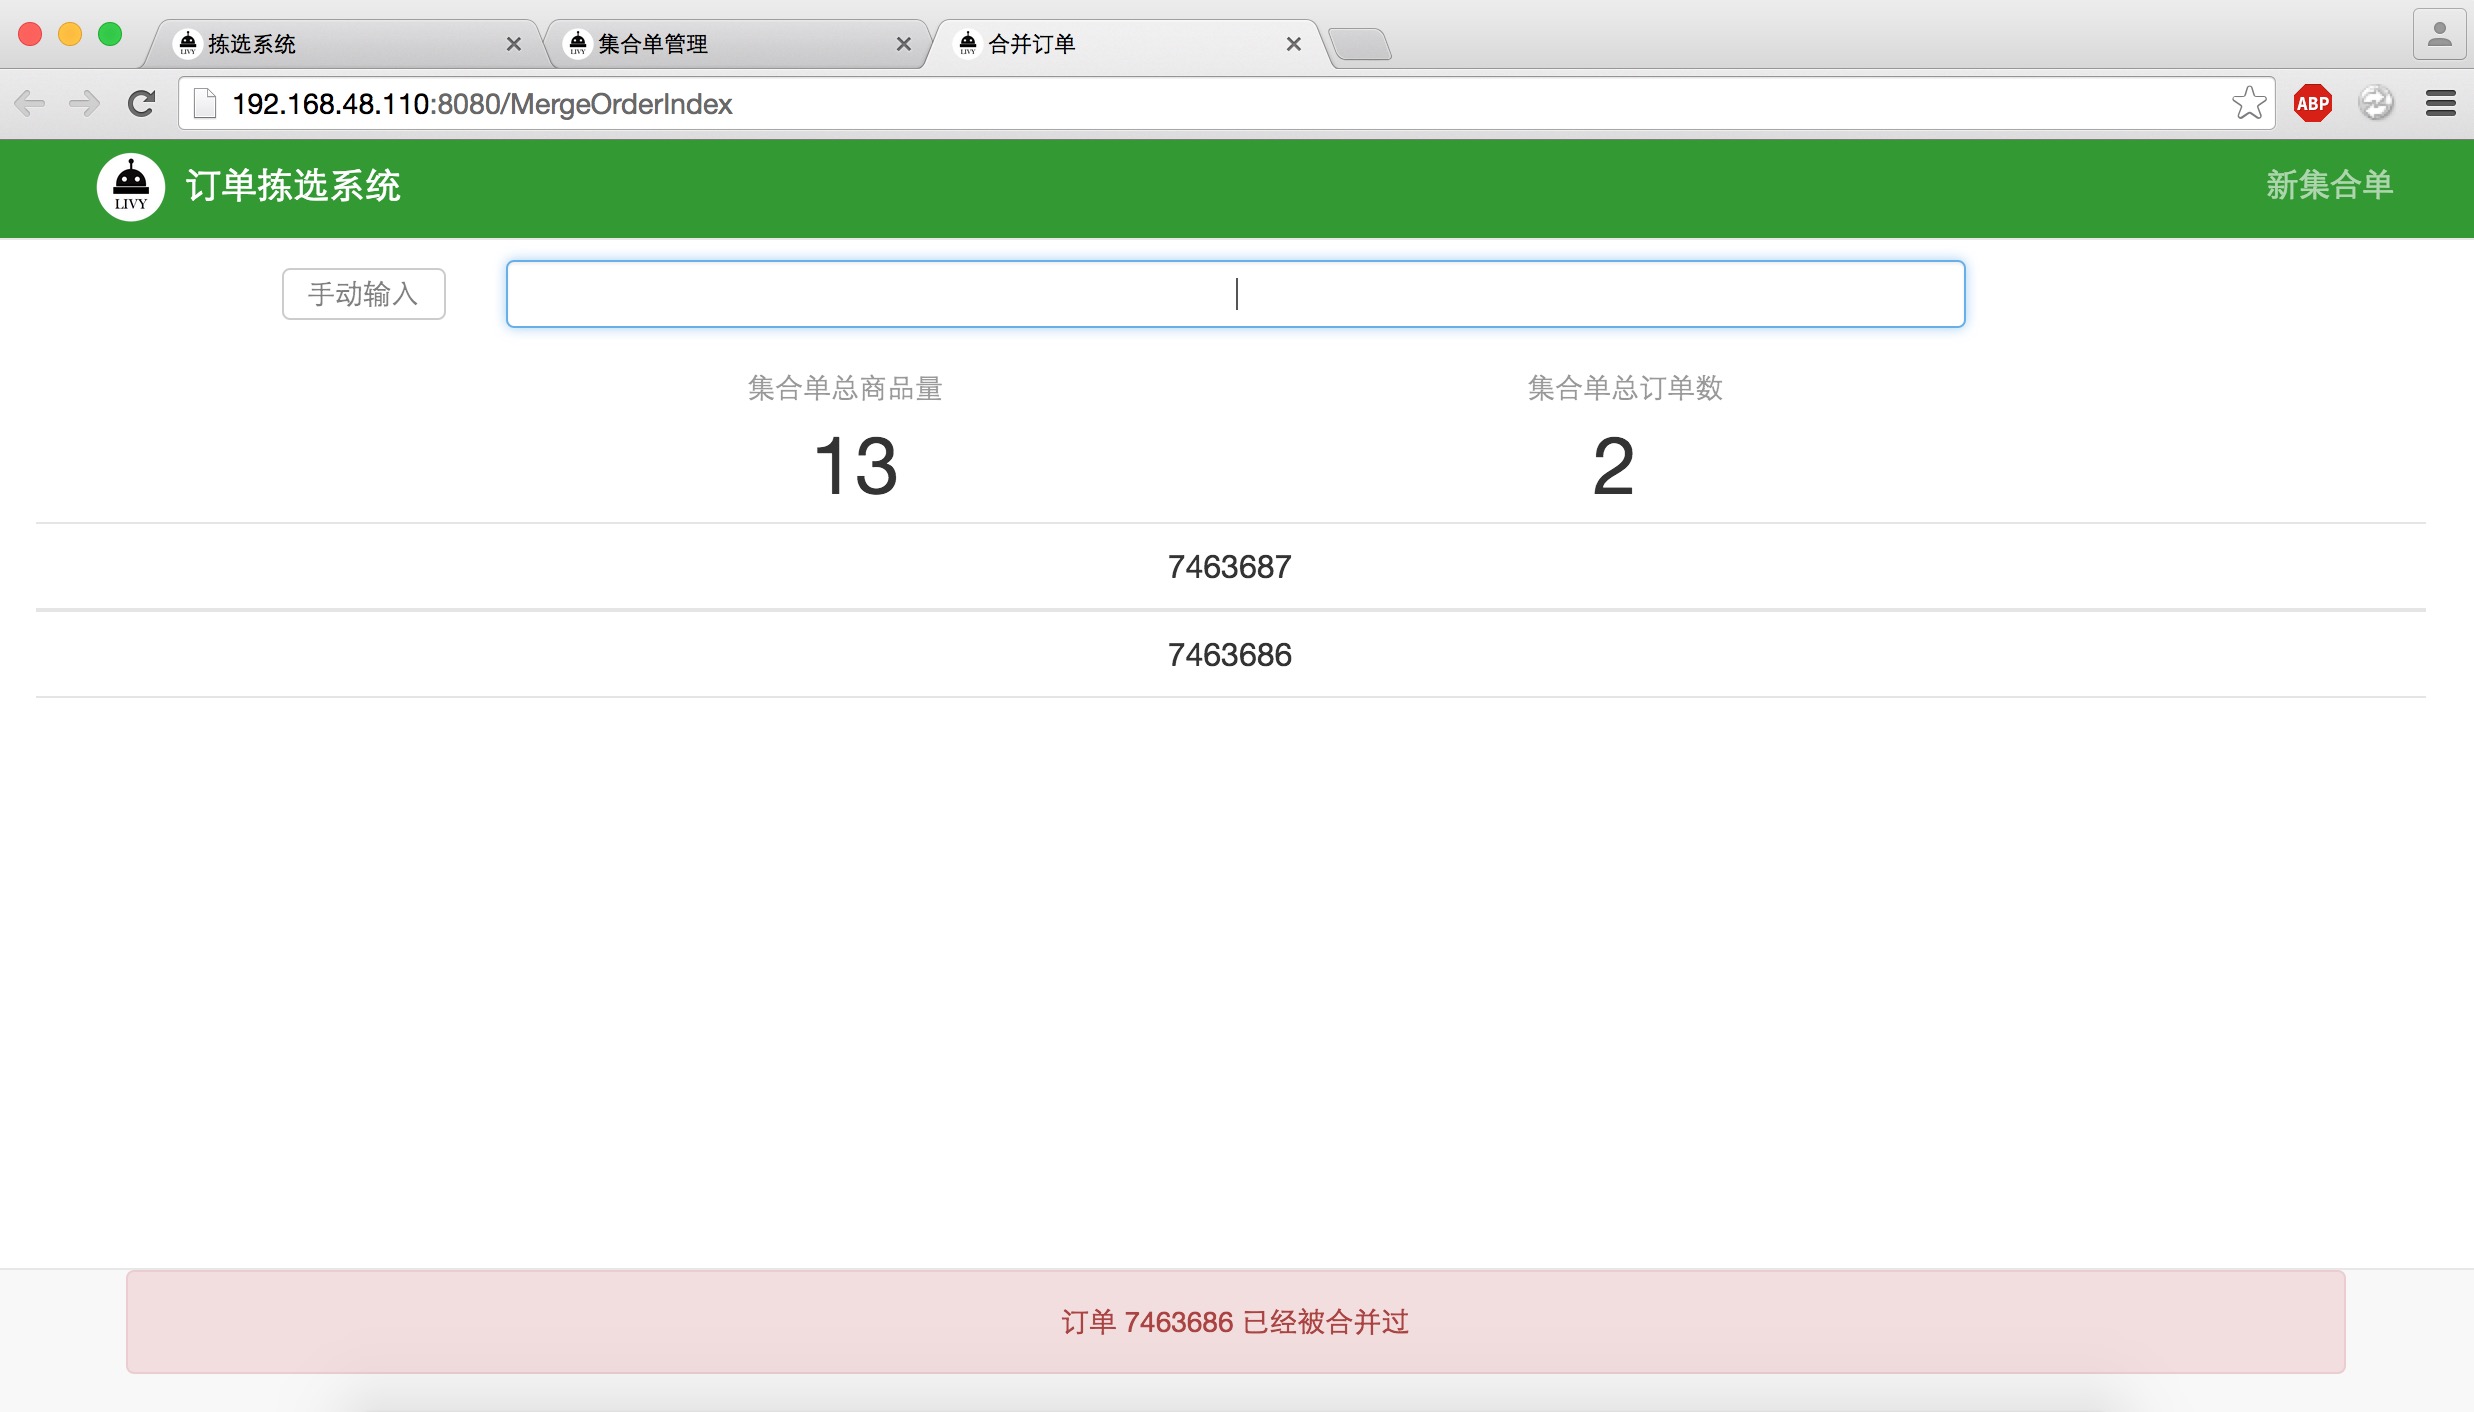 拣选系统
集合单管理
合并订单
192.168.48.110:8080/MergeOrderIndex
ABP
LIVY
订单拣选系统
新集合单
手动输入
集合单总商品量
集合单总订单数
13
2
7463687
7463686
订单 7463686 已经被合并过